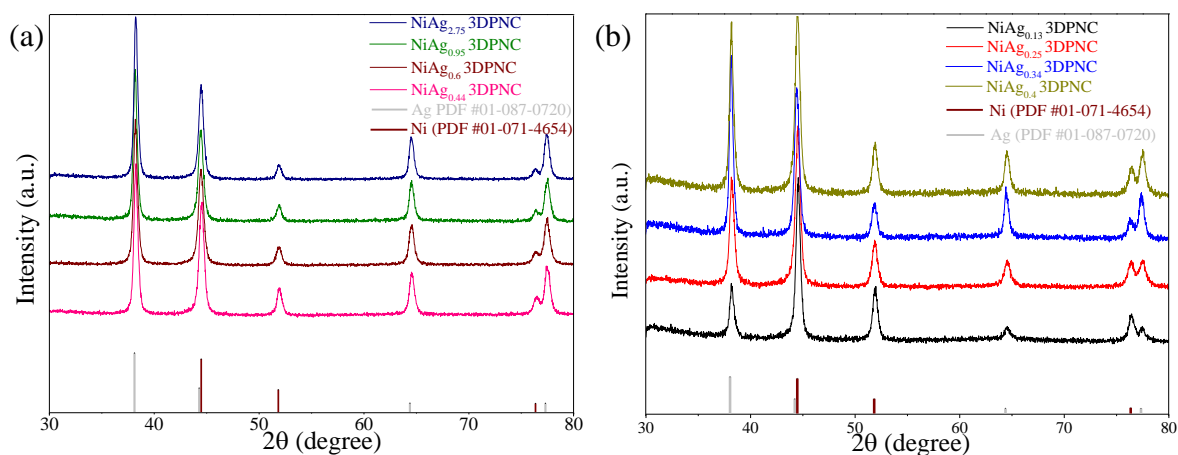 (a)
NiAg2.75 3DPNC
NiAg0.95 3DPNC
NiAg0.6 3DPNC
NiAg0.44 3DPNC
Ag PDF #01-087-0720)
Ni (PDF #01-071-4654)
Intensity (a.u.)
30 40 50 60 70 80
2θ (degree)
(b)
NiAg0.13 3DPNC
NiAg0.25 3DPNC
NiAg0.34 3DPNC
NiAg0.4 3DPNC
Ni (PDF #01-071-4654)
Ag (PDF #01-087-0720)
Intensity (a.u.)
30 40 50 60 70 80
2θ (degree)